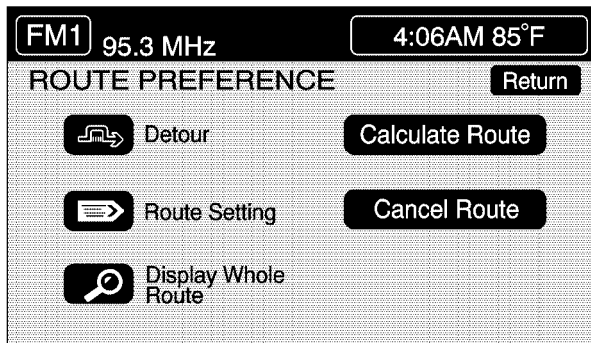 FM1 95.3 MHz 4:06AM 85°F
ROUTE PREFERENCE Return
Detour Calculate Route
Route Setting Cancel Route
Display Whole
Route